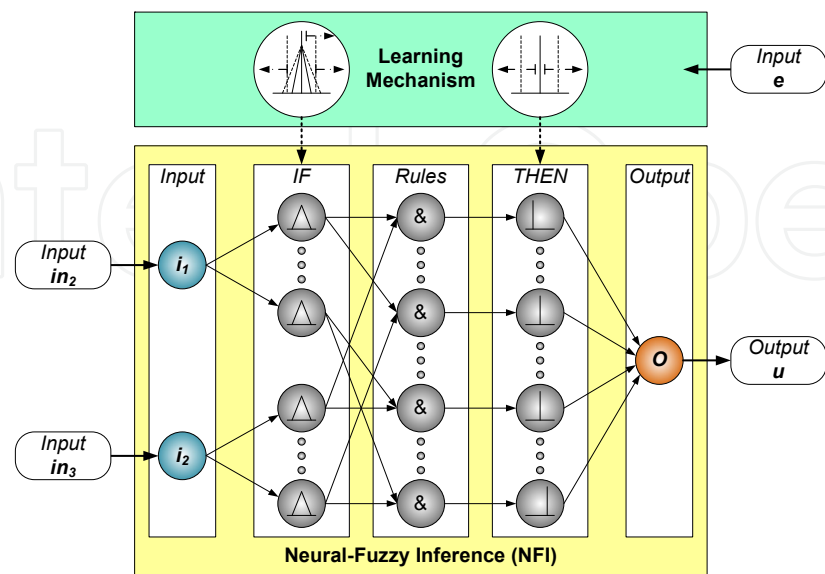 Learning
Mechanism
Input
e
Input
IF
Rules
THEN
Output
Input
in2
i1
&
&
Input
in3
i2
&
&
O
Output
u
Neural-Fuzzy Inference (NFI)